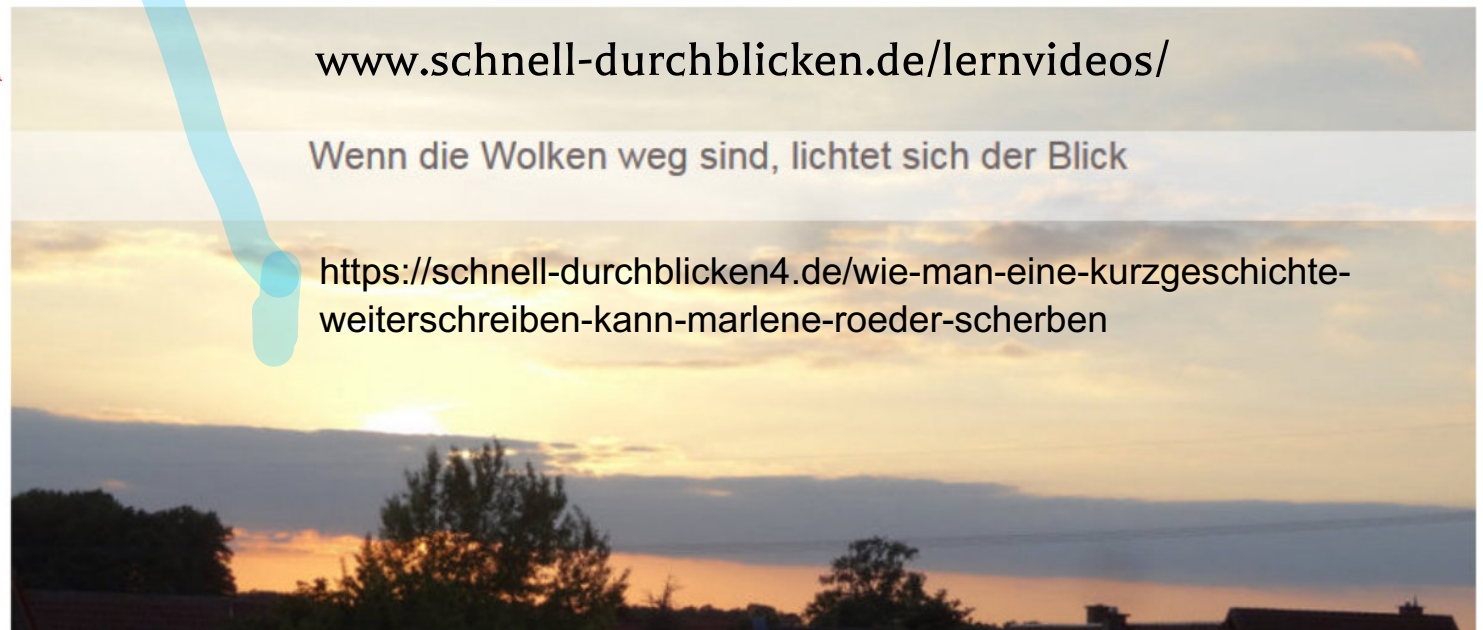 www.schnell-durchblicken.de/lernvideos/
Wenn die Wolken weg sind, lichtet sich der Blick
https://schnell-durchblicken4.de/wie-man-eine-kurzgeschichte-
weiterschreiben-kann-marlene-roeder-scherben